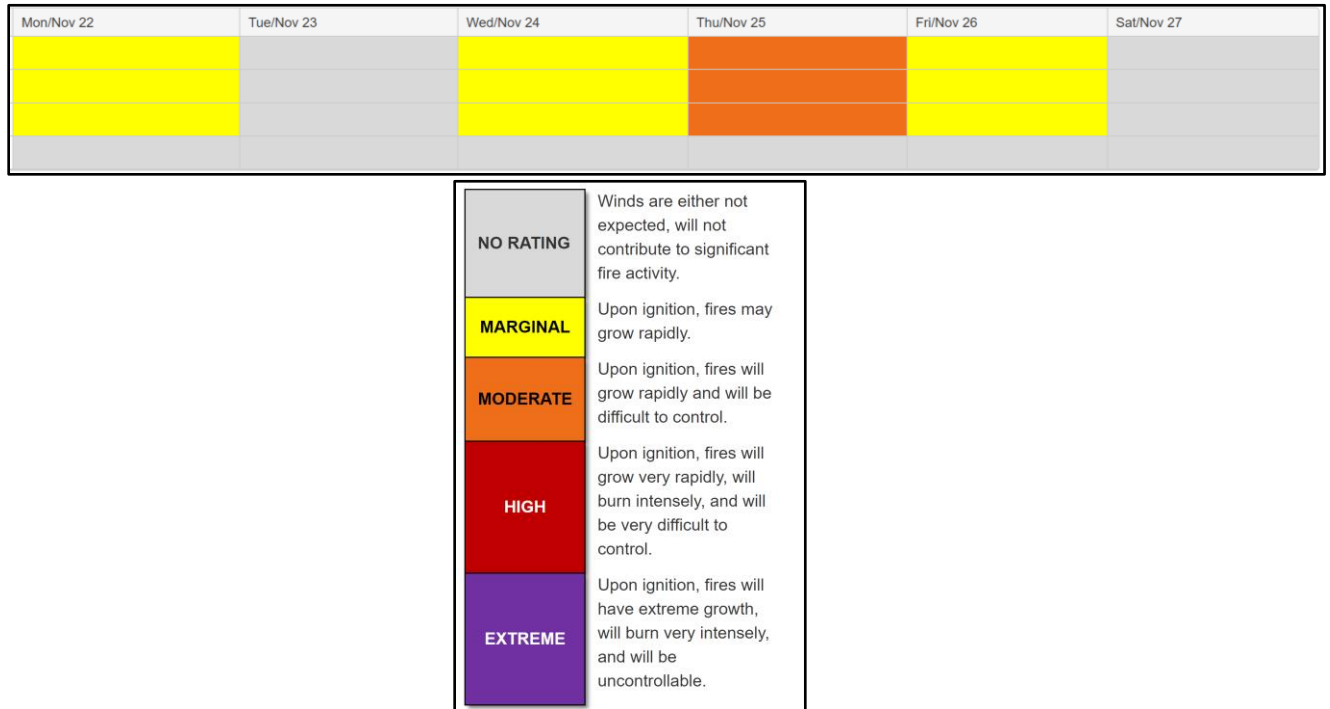 Mon/Nov 22 Tue/Nov 23 Wed/Nov 24 Thu/Nov 25 Fri/Nov 26 Sat/Nov 27
NO RATING
Winds are either not
expected, will not
contribute to significant
fire activity.
MARGINAL
Upon ignition, fires may
grow rapidly.
MODERATE
Upon ignition, fires will
grow rapidly and will be
difficult to control.
HIGH
Upon ignition, fires will
grow very rapidly, will
burn intensely, and will
be very difficult to
control.
EXTREME
Upon ignition, fires will
have extreme growth,
will burn very intensely,
and will be
uncontrollable.